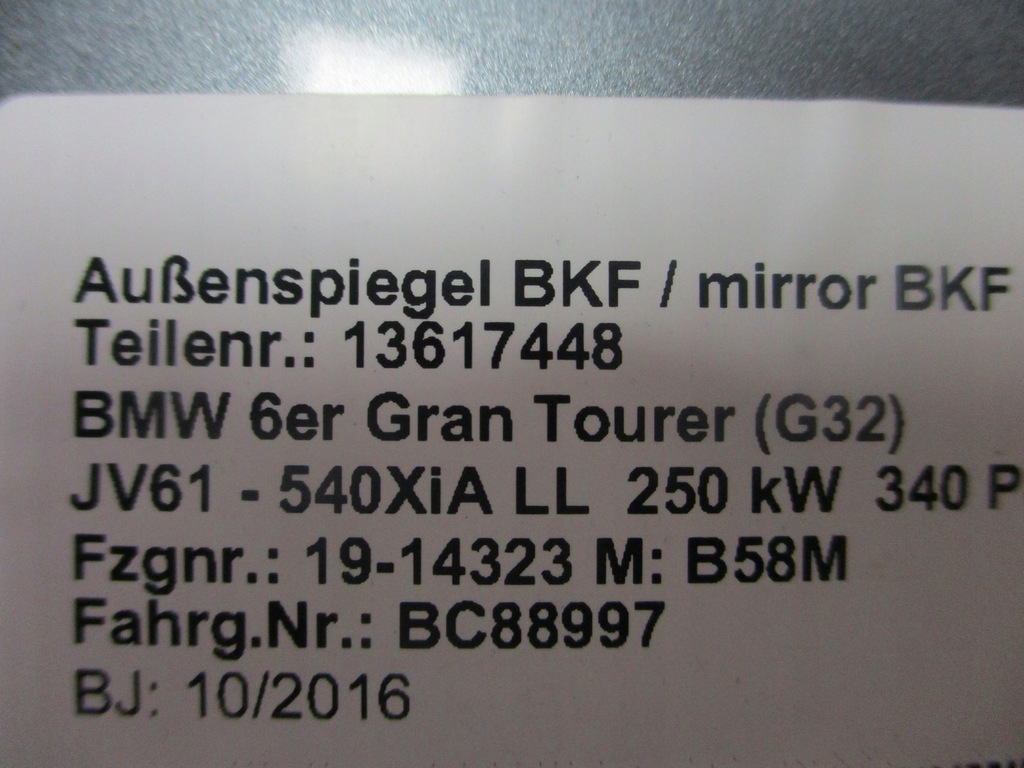 Außenspiegel BKF / mirror BKF
Teilenr.: 13617448
BMW 6er Gran Tourer (G32)
JV61 - 540XiA LL 250 kW 340 P
Fzgnr.: 19-14323 M: B58M
Fahrg.Nr.: BC88997
BJ: 10/2016